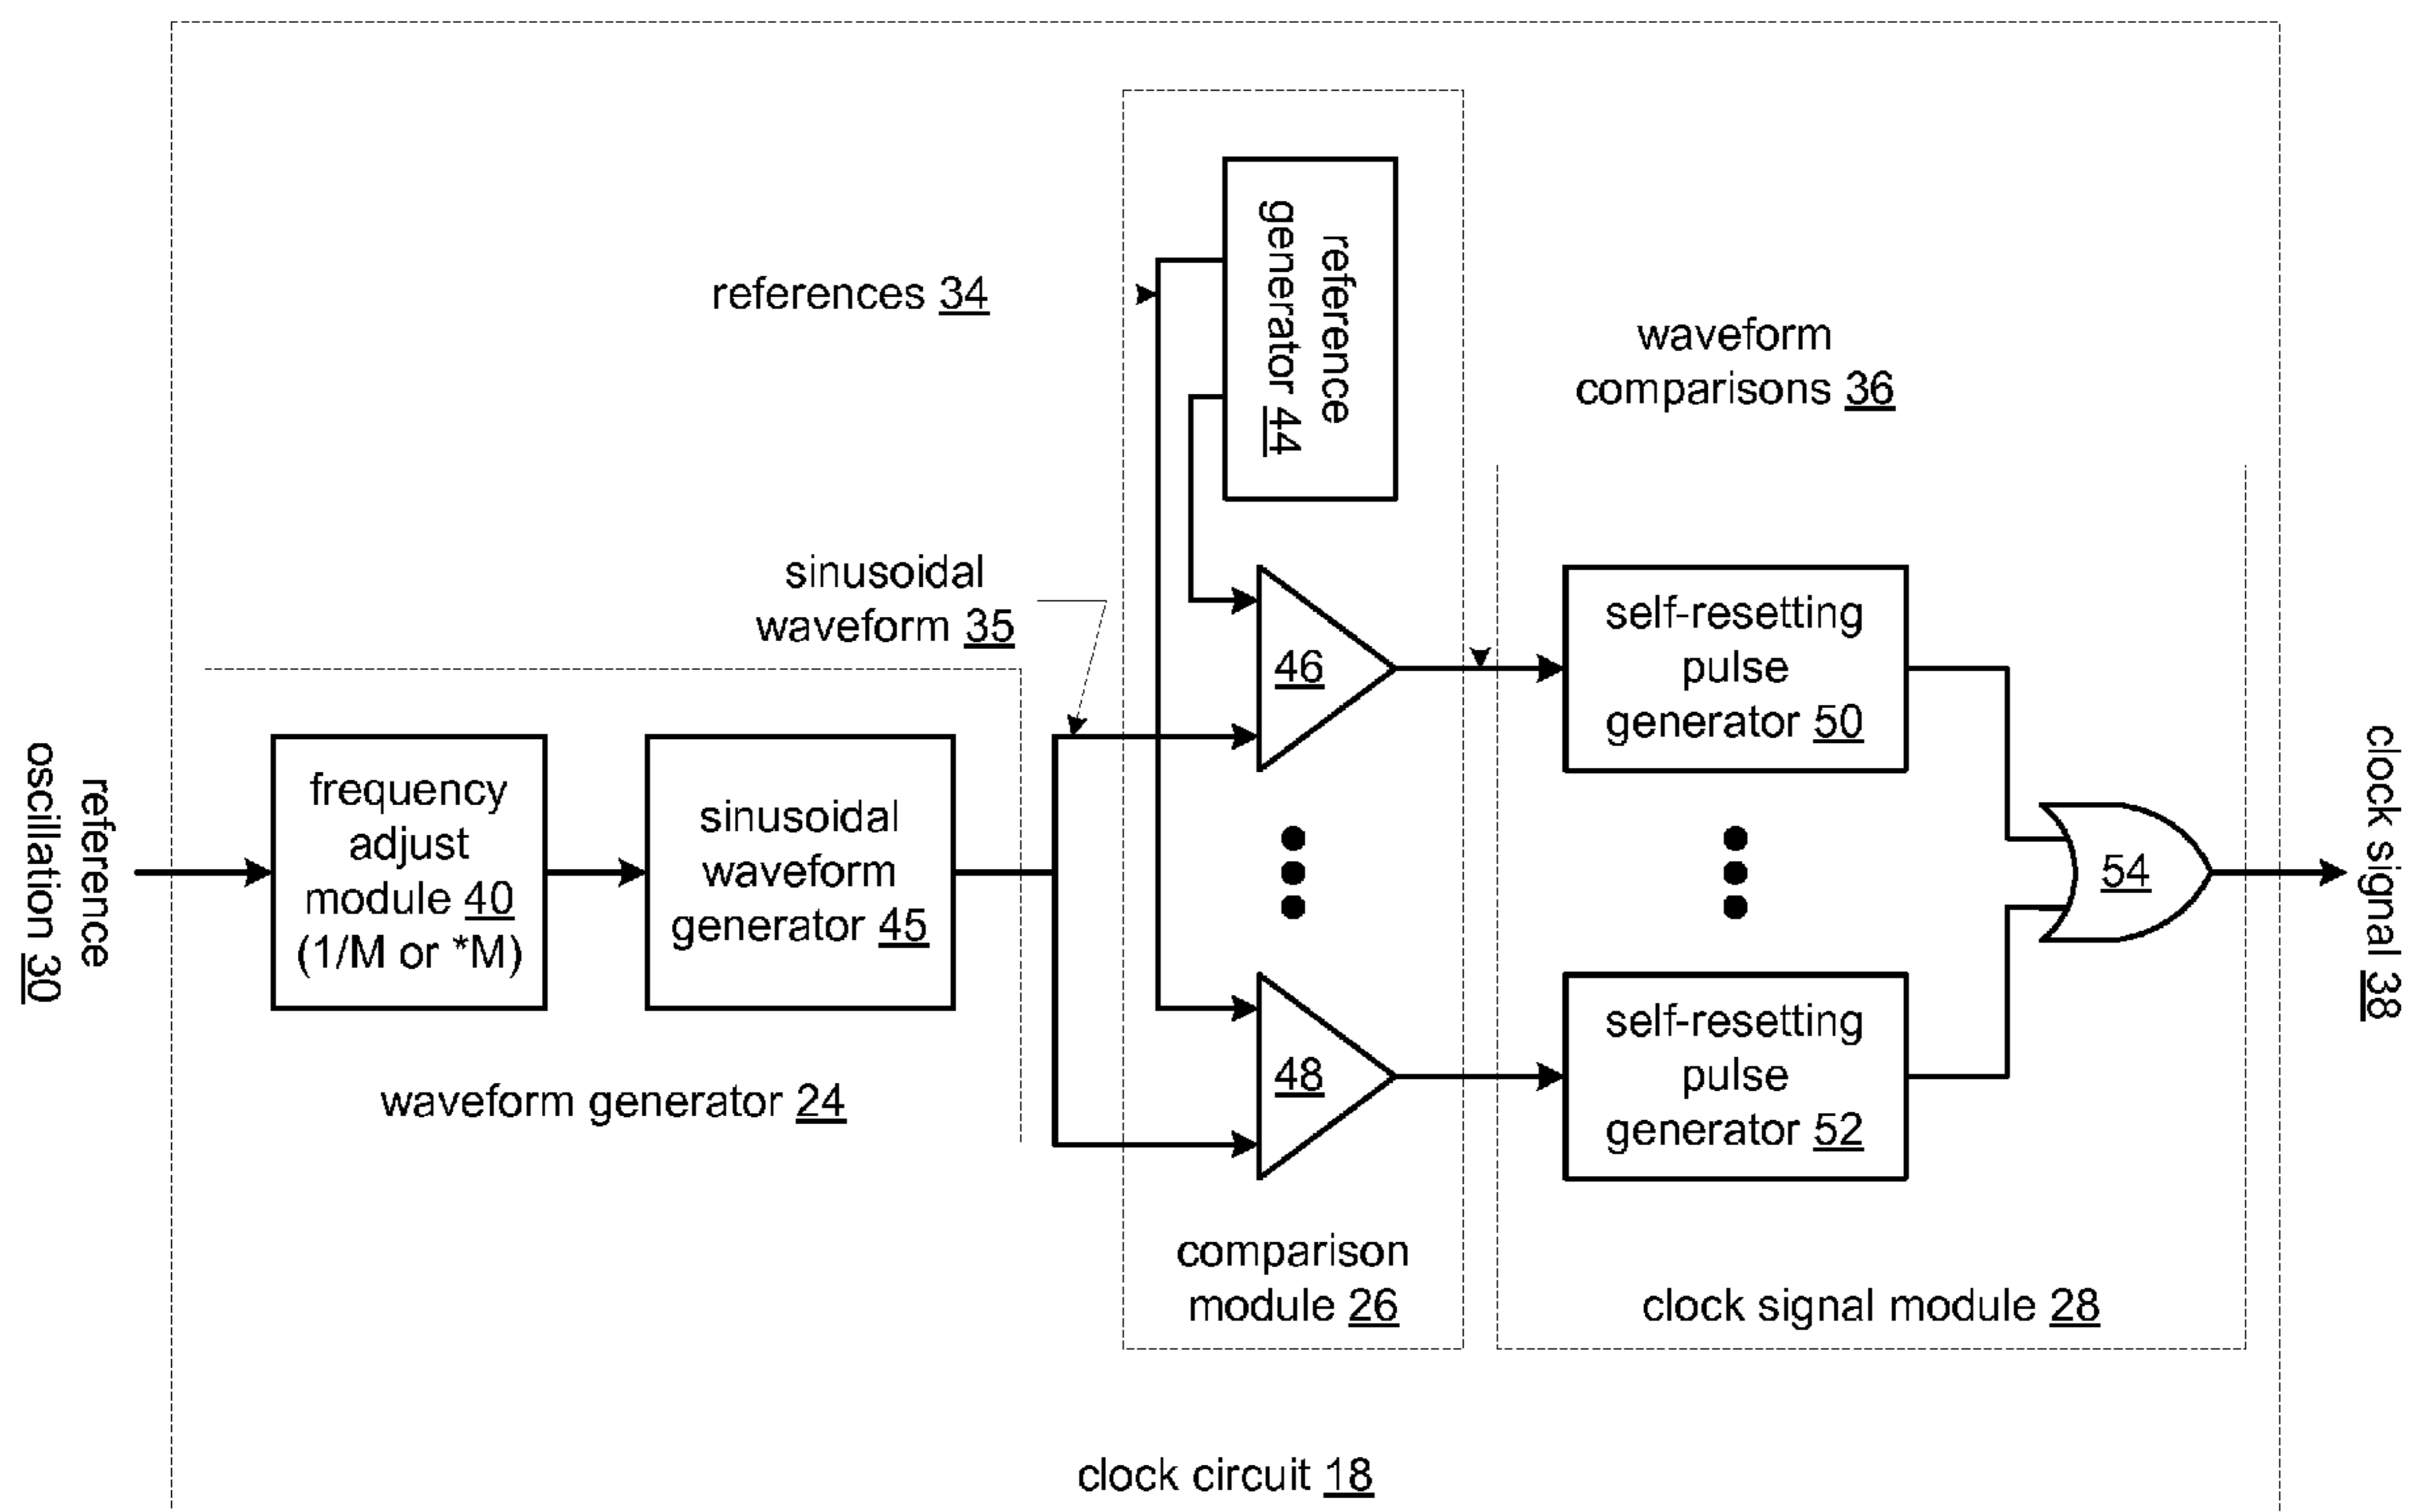 reference
generator 44
references 34
waveform
comparisons 36
sinusoidal
waveform 35
46
self-resetting
pulse
generator 50
reference
oscillation 30
frequency
adjust
module 40
(1/M or *M)
sinusoidal
waveform
generator 45
54
clock signal 38
48
self-resetting
pulse
generator 52
waveform generator 24
comparison
module 26
clock signal module 28
clock circuit 18